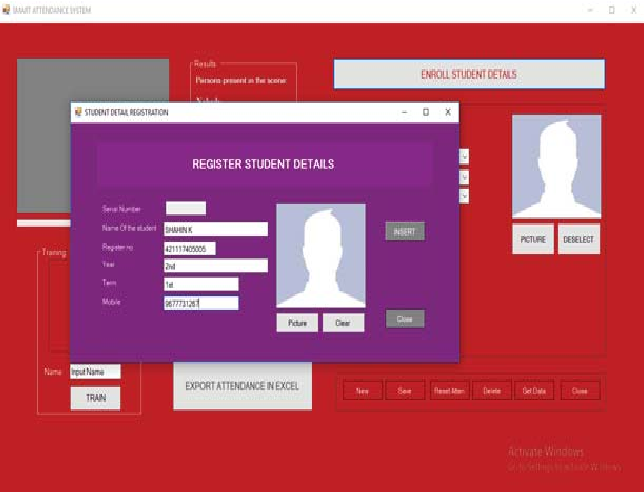 SMART ATTENDANCE SYSTEM
Results
Persons present in the scene:
ENROLL STUDENT DETAILS
STUDENT DETAIL REGISTRATION
REGISTER STUDENT DETAILS
Serial Number
Name Of the student SHAHIN K
Register no 421117405006
Year 2nd
Term 1st
Mobile 9677731267
INSERT
Picture Clear Close
PICTURE DESELECT
Training
Name Input Name
TRAIN
EXPORT ATTENDANCE IN EXCEL
New Save Reset Atten Delete Get Data Close
Activate Windows
Go to Settings to activate Windows